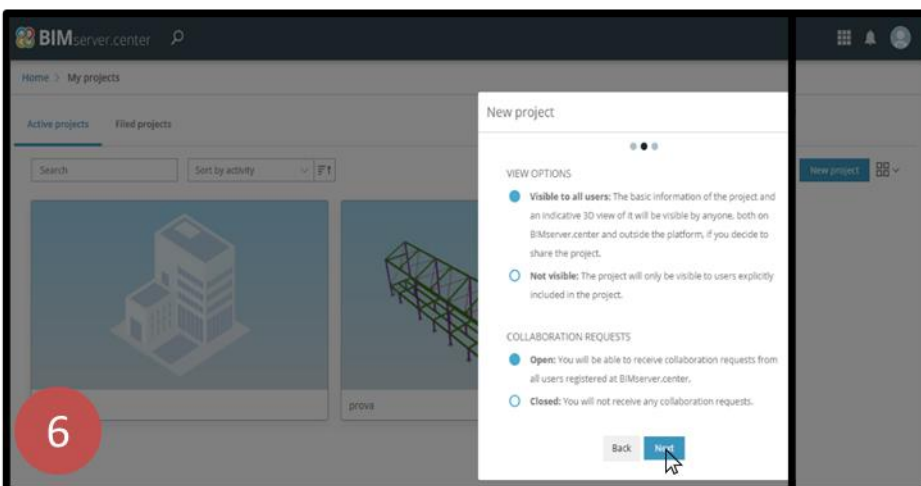 BIMserver.center
Home > My projects
Active projects Filed projects
Search Sort by activity New project
New project
VIEW OPTIONS
Visible to all users: The basic information of the project and
an indicative 3D view of it will be visible by anyone, both on
BIMserver.center and outside the platform, if you decide to
share the project.
Not visible: The project will only be visible to users explicitly
included in the project.
COLLABORATION REQUESTS
Open: You will be able to receive collaboration requests from
all users registered at BIMserver.center.
Closed: You will not receive any collaboration requests.
Back Next
prova
6